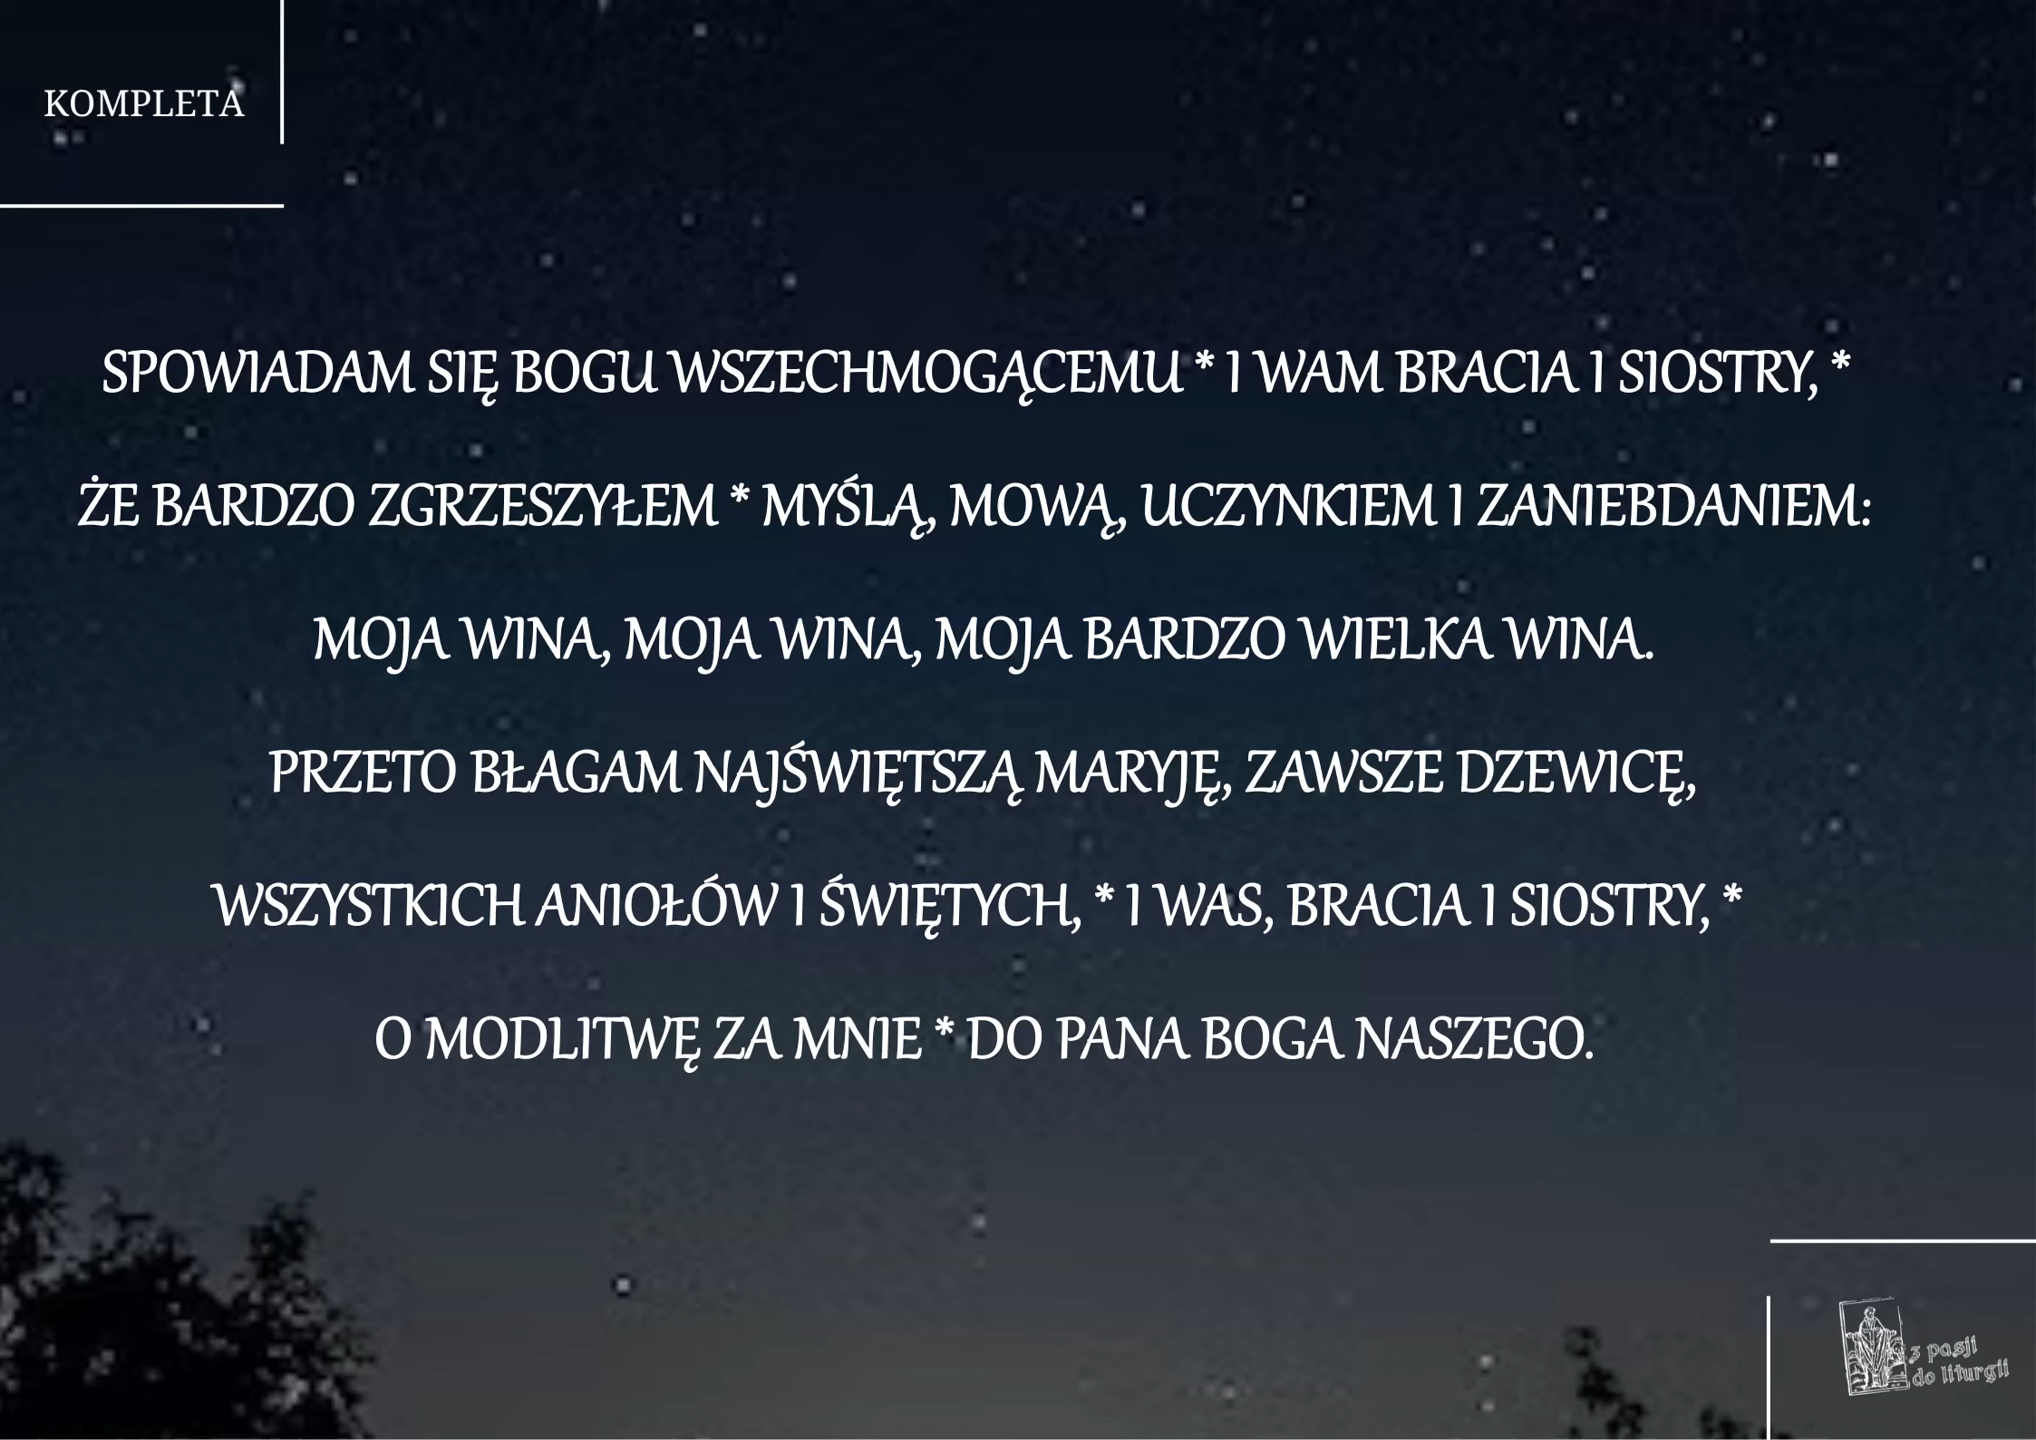 KOMPLETA
SPOWIADAM SIĘ BOGU WSZECHMOGĄCEMU * I WAM BRACIA I SIOSTRY, *
ŻE BARDZO ZGRZESZYŁEM * MYŚLĄ, MOWĄ, UCZYNKIEM I ZANIEBDANIEM:
MOJA WINA, MOJA WINA, MOJA BARDZO WIELKA WINA.
PRZETO BŁAGAM NAJŚWIĘTSZĄ MARYJĘ, ZAWSZE DZEWICĘ,
WSZYSTKICH ANIOŁÓW I ŚWIĘTYCH, * I WAS, BRACIA I SIOSTRY, *
O MODLITWĘ ZA MNIE * DO PANA BOGA NASZEGO.
z pasji
do liturgii